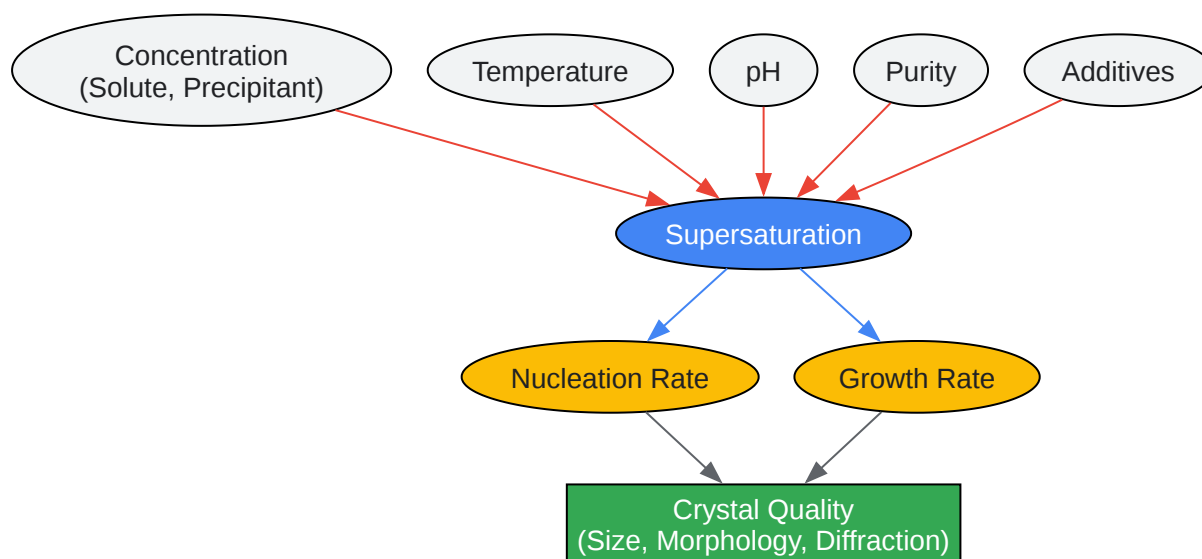 Concentration
(Solute, Precipitant)
Temperature
pH
Purity
Additives
Supersaturation
Nucleation Rate
Growth Rate
Crystal Quality
(Size, Morphology, Diffraction)